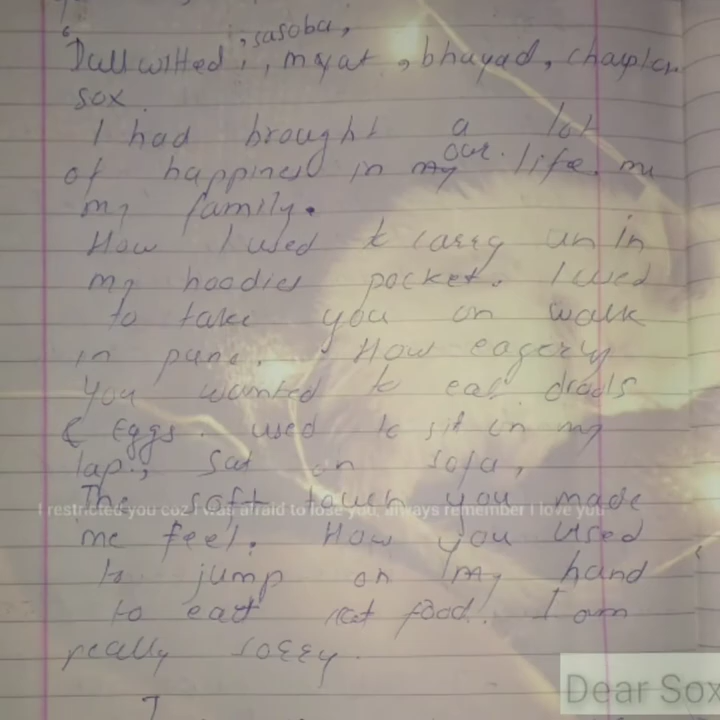 , sasoba,
Dull witted, , mayat , bhuyad, chaplor
sox.
I had brought a lot
of happiness in my our life. me
my family.
How I used to carry un in
my hoodies pocket. I used
to take you on walk
in pune. How eagerly
you wanted to eat
& Eggs. used to sit in my
lap, sat on sofa,
The soft touch you made
I restricted you coz I was afraid to lose you, always remember I love you
me feel. How you used
to jump on my hand
to eat food. I am
really sorry.
Dear Sox
I